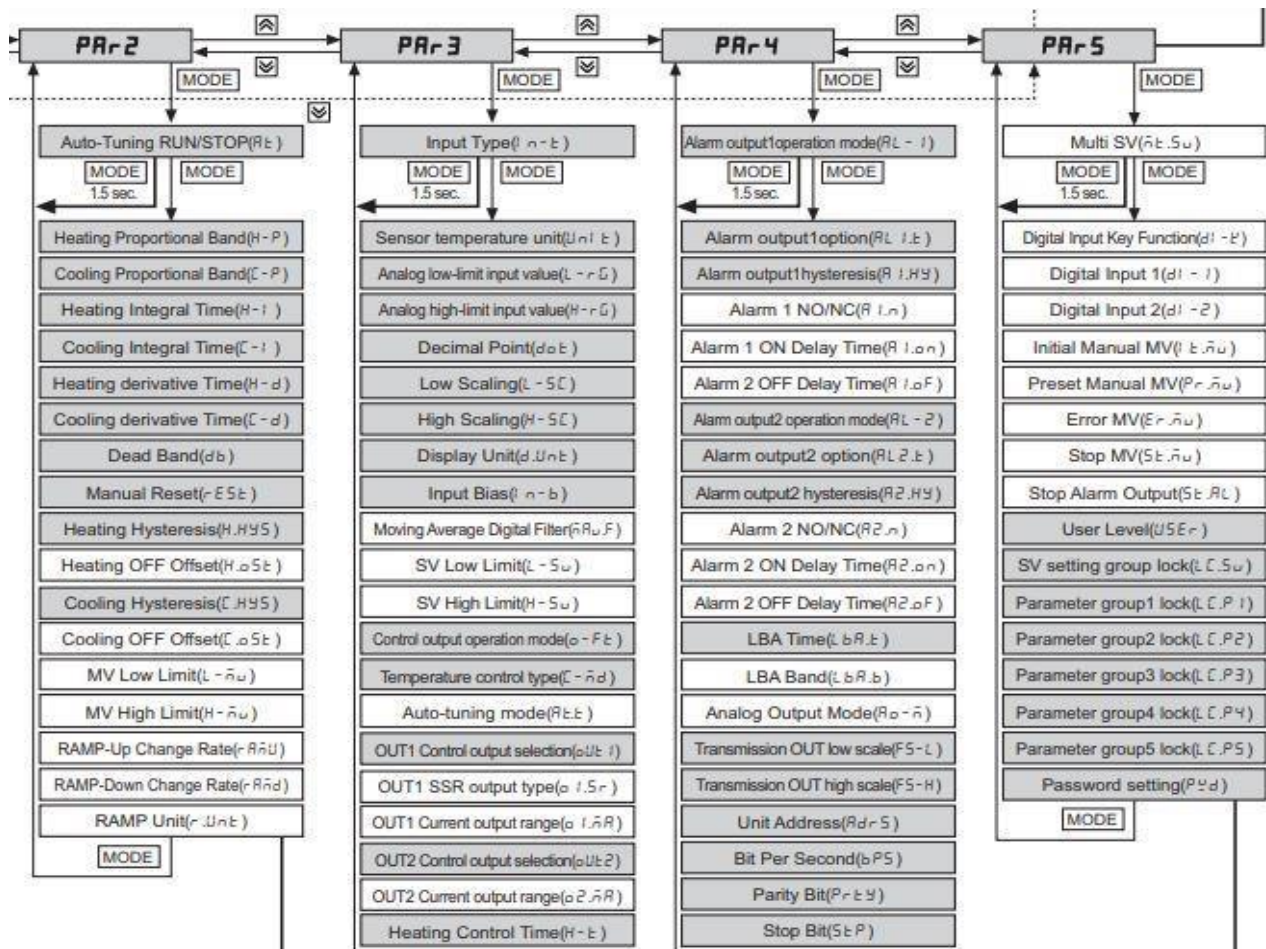 PAr2
PAr3
PAr4
PAr5
MODE
MODE
MODE
MODE
Auto-Tuning RUN/STOP(At)
MODE
MODE
1.5 sec.
Heating Proportional Band(H-P)
Cooling Proportional Band(C-P)
Heating Integral Time(H-I)
Cooling Integral Time(C-I)
Heating derivative Time(H-d)
Cooling derivative Time(C-d)
Dead Band(db)
Manual Reset(rESt)
Heating Hysteresis(H.HYS)
Heating OFF Offset(H.oSt)
Cooling Hysteresis(C.HYS)
Cooling OFF Offset(C.oSt)
MV Low Limit(L-mv)
MV High Limit(H-mv)
RAMP-Up Change Rate(rAmU)
RAMP-Down Change Rate(rAmd)
RAMP Unit(r.Unt)
MODE
Input Type(In-t)
MODE
MODE
1.5 sec.
Sensor temperature unit(UnIt)
Analog low-limit input value(L-rG)
Analog high-limit input value(H-rG)
Decimal Point(dot)
Low Scaling(L-SC)
High Scaling(H-SC)
Display Unit(d.Unt)
Input Bias(In-b)
Moving Average Digital Filter(mAv.F)
SV Low Limit(L-Sv)
SV High Limit(H-Sv)
Control output operation mode(o-Ft)
Temperature control type(C-md)
Auto-tuning mode(At.t)
OUT1 Control output selection(oUt1)
OUT1 SSR output type(o1.Sr)
OUT1 Current output range(o1.mA)
OUT2 Control output selection(oUt2)
OUT2 Current output range(o2.mA)
Heating Control Time(H-t)
Alarm output1operation mode(AL-1)
MODE
MODE
1.5 sec.
Alarm output1option(AL1.t)
Alarm output1hysteresis(A1.HY)
Alarm 1 NO/NC(A1.n)
Alarm 1 ON Delay Time(A1.on)
Alarm 2 OFF Delay Time(A1.oF)
Alarm output2 operation mode(AL-2)
Alarm output2 option(AL2.t)
Alarm output2 hysteresis(A2.HY)
Alarm 2 NO/NC(A2.n)
Alarm 2 ON Delay Time(A2.on)
Alarm 2 OFF Delay Time(A2.oF)
LBA Time(LbA.t)
LBA Band(LbA.b)
Analog Output Mode(Ao-m)
Transmission OUT low scale(FS-L)
Transmission OUT high scale(FS-H)
Unit Address(AdrS)
Bit Per Second(bPS)
Parity Bit(PrtY)
Stop Bit(StP)
Multi SV(mt.Sv)
MODE
MODE
1.5 sec.
Digital Input Key Function(dI-K)
Digital Input 1(dI-1)
Digital Input 2(dI-2)
Initial Manual MV(It.mv)
Preset Manual MV(Pr.mv)
Error MV(Er.mv)
Stop MV(St.mv)
Stop Alarm Output(St.AL)
User Level(USEr)
SV setting group lock(LC.Sv)
Parameter group1 lock(LC.P1)
Parameter group2 lock(LC.P2)
Parameter group3 lock(LC.P3)
Parameter group4 lock(LC.P4)
Parameter group5 lock(LC.P5)
Password setting(PWd)
MODE